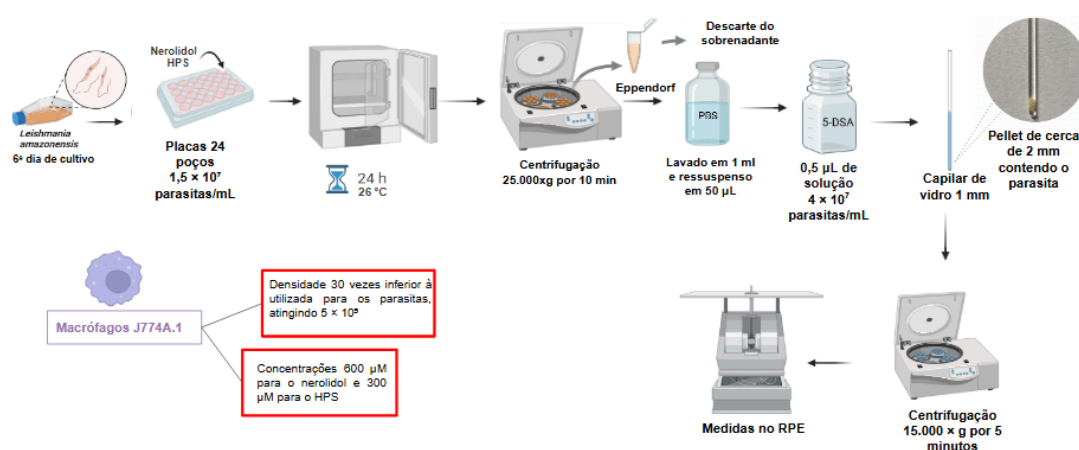 Nerolidol
HPS
Leishmania
amazonensis
6º dia de cultivo
Placas 24
poços
1,5 × 10⁷
parasitas/mL
24 h
26 ºC
Centrifugação
25.000xg por 10 min
Eppendorf
Descarte do
sobrenadante
PBS
Lavado em 1 ml
e ressuspenso
em 50 µL
5-DSA
0,5 µL de
solução
4 × 10⁷
parasitas/mL
Capilar de
vidro 1 mm
Pellet de cerca
de 2 mm
contendo o
parasita
Macrófagos J774A.1
Densidade 30 vezes inferior à
utilizada para os parasitas,
atingindo 5 × 10⁵
Concentrações 600 µM
para o nerolidol e 300
µM para o HPS
Medidas no RPE
Centrifugação
15.000 × g por 5
minutos